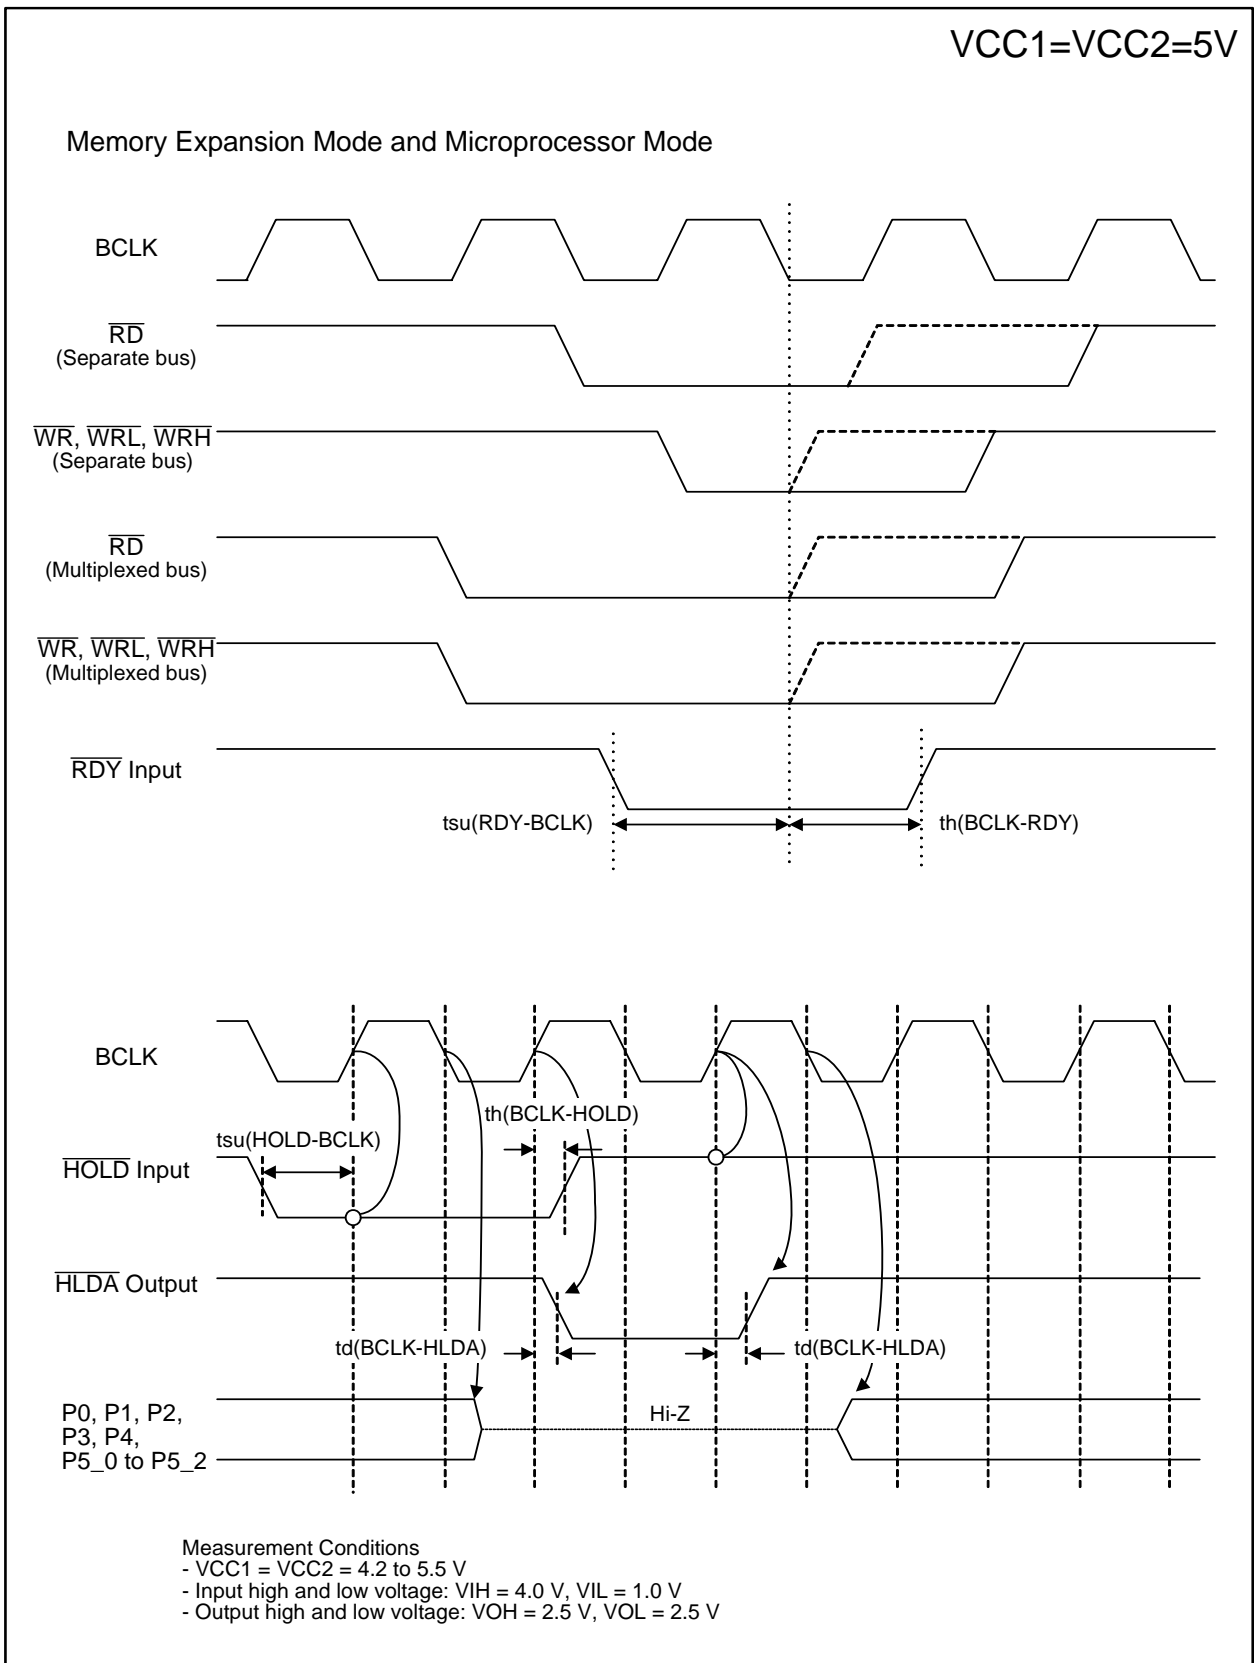 VCC1=VCC2=5V
Memory Expansion Mode and Microprocessor Mode
BCLK
RD
(Separate bus)
WR, WRL, WRH
(Separate bus)
RD
(Multiplexed bus)
WR, WRL, WRH
(Multiplexed bus)
RDY Input
tsu(RDY-BCLK)
th(BCLK-RDY)
BCLK
th(BCLK-HOLD)
tsu(HOLD-BCLK)
HOLD Input
HLDA Output
td(BCLK-HLDA)
td(BCLK-HLDA)
Hi-Z
P0, P1, P2,
P3, P4,
P5_0 to P5_2
Measurement Conditions
- VCC1 = VCC2 = 4.2 to 5.5 V
- Input high and low voltage: VIH = 4.0 V, VIL = 1.0 V
- Output high and low voltage: VOH = 2.5 V, VOL = 2.5 V